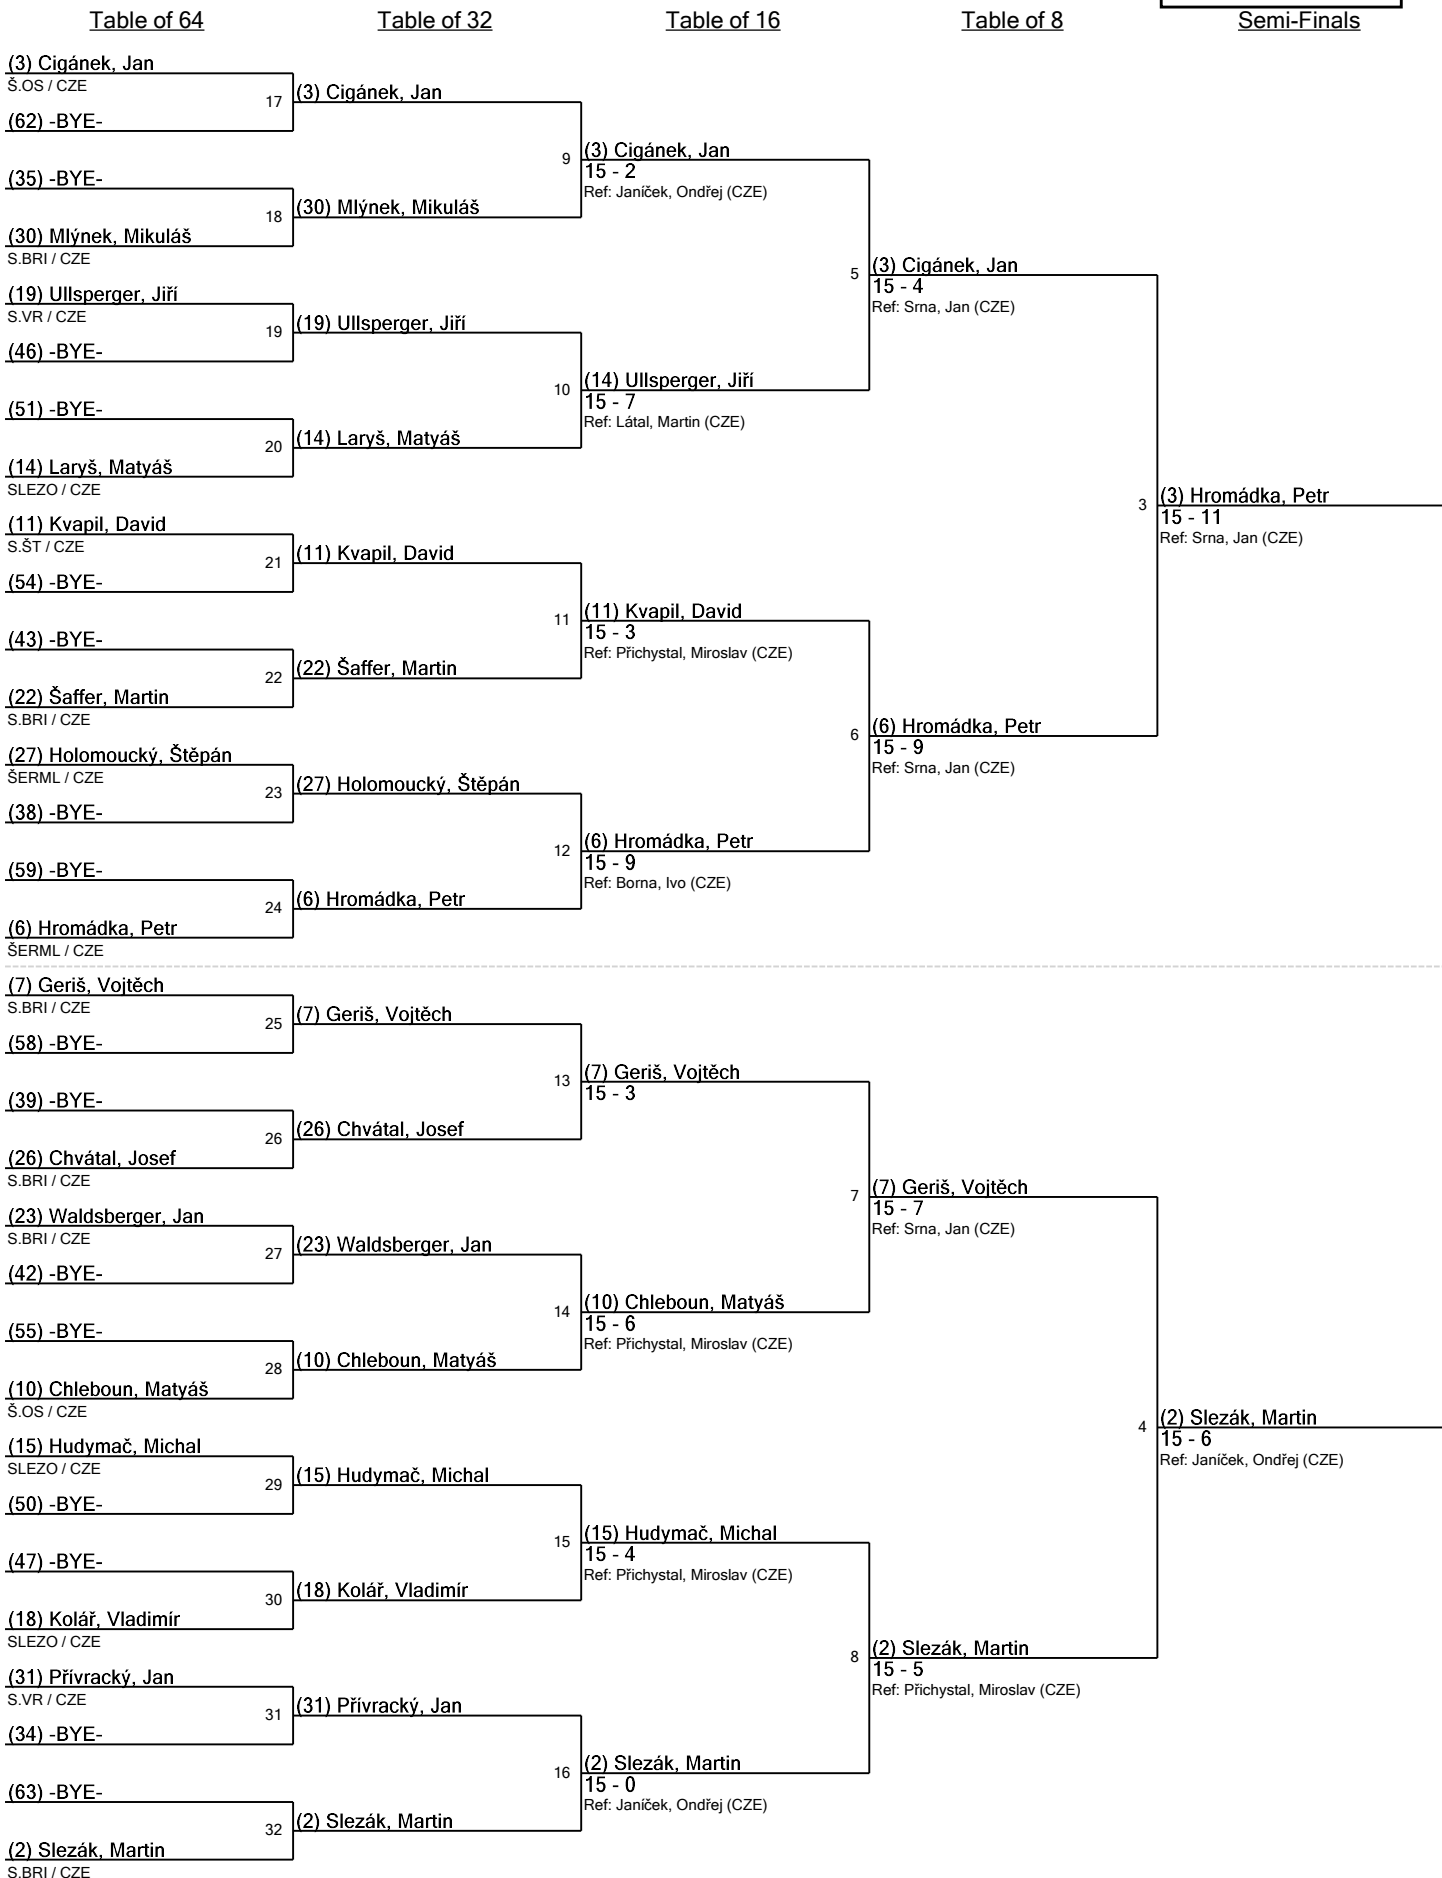 Table of 64
Table of 32
Table of 16
Table of 8
Semi-Finals
(3) Cigánek, Jan
Š.OS / CZE
17
(62) -BYE-
(35) -BYE-
18
(30) Mlýnek, Mikuláš
S.BRI / CZE
(19) Ullsperger, Jiří
S.VR / CZE
19
(46) -BYE-
(51) -BYE-
20
(14) Laryš, Matyáš
SLEZO / CZE
(11) Kvapil, David
S.ŠT / CZE
21
(54) -BYE-
(43) -BYE-
22
(22) Šaffer, Martin
S.BRI / CZE
(27) Holomoucký, Štěpán
ŠERML / CZE
23
(38) -BYE-
(59) -BYE-
24
(6) Hromádka, Petr
ŠERML / CZE
(7) Geriš, Vojtěch
S.BRI / CZE
25
(58) -BYE-
(39) -BYE-
26
(26) Chvátal, Josef
S.BRI / CZE
(23) Waldsberger, Jan
S.BRI / CZE
27
(42) -BYE-
(55) -BYE-
28
(10) Chleboun, Matyáš
Š.OS / CZE
(15) Hudymač, Michal
SLEZO / CZE
29
(50) -BYE-
(47) -BYE-
30
(18) Kolář, Vladimír
SLEZO / CZE
(31) Přívracký, Jan
S.VR / CZE
31
(34) -BYE-
(63) -BYE-
32
(2) Slezák, Martin
S.BRI / CZE
(3) Cigánek, Jan
9
(30) Mlýnek, Mikuláš
(19) Ullsperger, Jiří
10
(14) Laryš, Matyáš
(11) Kvapil, David
11
(22) Šaffer, Martin
(27) Holomoucký, Štěpán
12
(6) Hromádka, Petr
(7) Geriš, Vojtěch
13
(26) Chvátal, Josef
(23) Waldsberger, Jan
14
(10) Chleboun, Matyáš
(15) Hudymač, Michal
15
(18) Kolář, Vladimír
(31) Přívracký, Jan
16
(2) Slezák, Martin
(3) Cigánek, Jan
15 - 2
Ref: Janíček, Ondřej (CZE)
5
(14) Ullsperger, Jiří
15 - 7
Ref: Látal, Martin (CZE)
(11) Kvapil, David
15 - 3
Ref: Přichystal, Miroslav (CZE)
6
(6) Hromádka, Petr
15 - 9
Ref: Borna, Ivo (CZE)
(7) Geriš, Vojtěch
15 - 3
7
(10) Chleboun, Matyáš
15 - 6
Ref: Přichystal, Miroslav (CZE)
(15) Hudymač, Michal
15 - 4
Ref: Přichystal, Miroslav (CZE)
8
(2) Slezák, Martin
15 - 0
Ref: Janíček, Ondřej (CZE)
(3) Cigánek, Jan
15 - 4
Ref: Srna, Jan (CZE)
3
(6) Hromádka, Petr
15 - 9
Ref: Srna, Jan (CZE)
(7) Geriš, Vojtěch
15 - 7
Ref: Srna, Jan (CZE)
4
(2) Slezák, Martin
15 - 5
Ref: Přichystal, Miroslav (CZE)
(3) Hromádka, Petr
15 - 11
Ref: Srna, Jan (CZE)
(2) Slezák, Martin
15 - 6
Ref: Janíček, Ondřej (CZE)